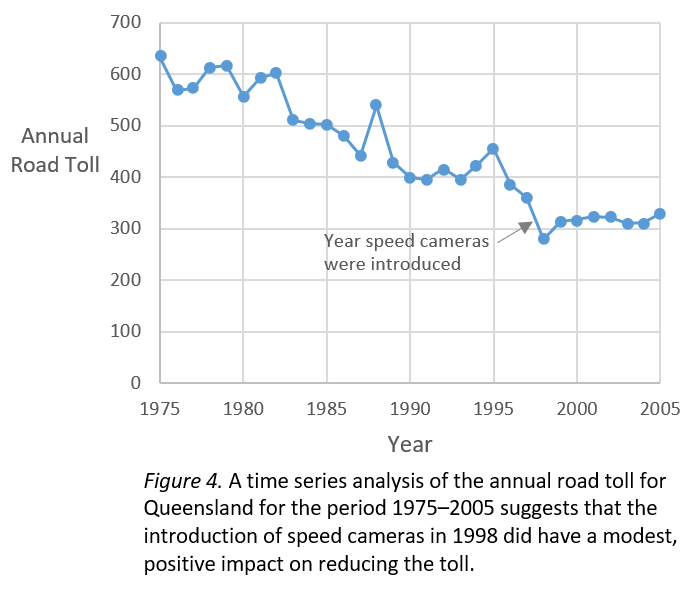 700
600
500
400
300
200
100
0
Annual
Road Toll
Year speed cameras
were introduced
1975 1980 1985 1990 1995 2000 2005
Year
Figure 4. A time series analysis of the annual road toll for
Queensland for the period 1975–2005 suggests that the
introduction of speed cameras in 1998 did have a modest,
positive impact on reducing the toll.